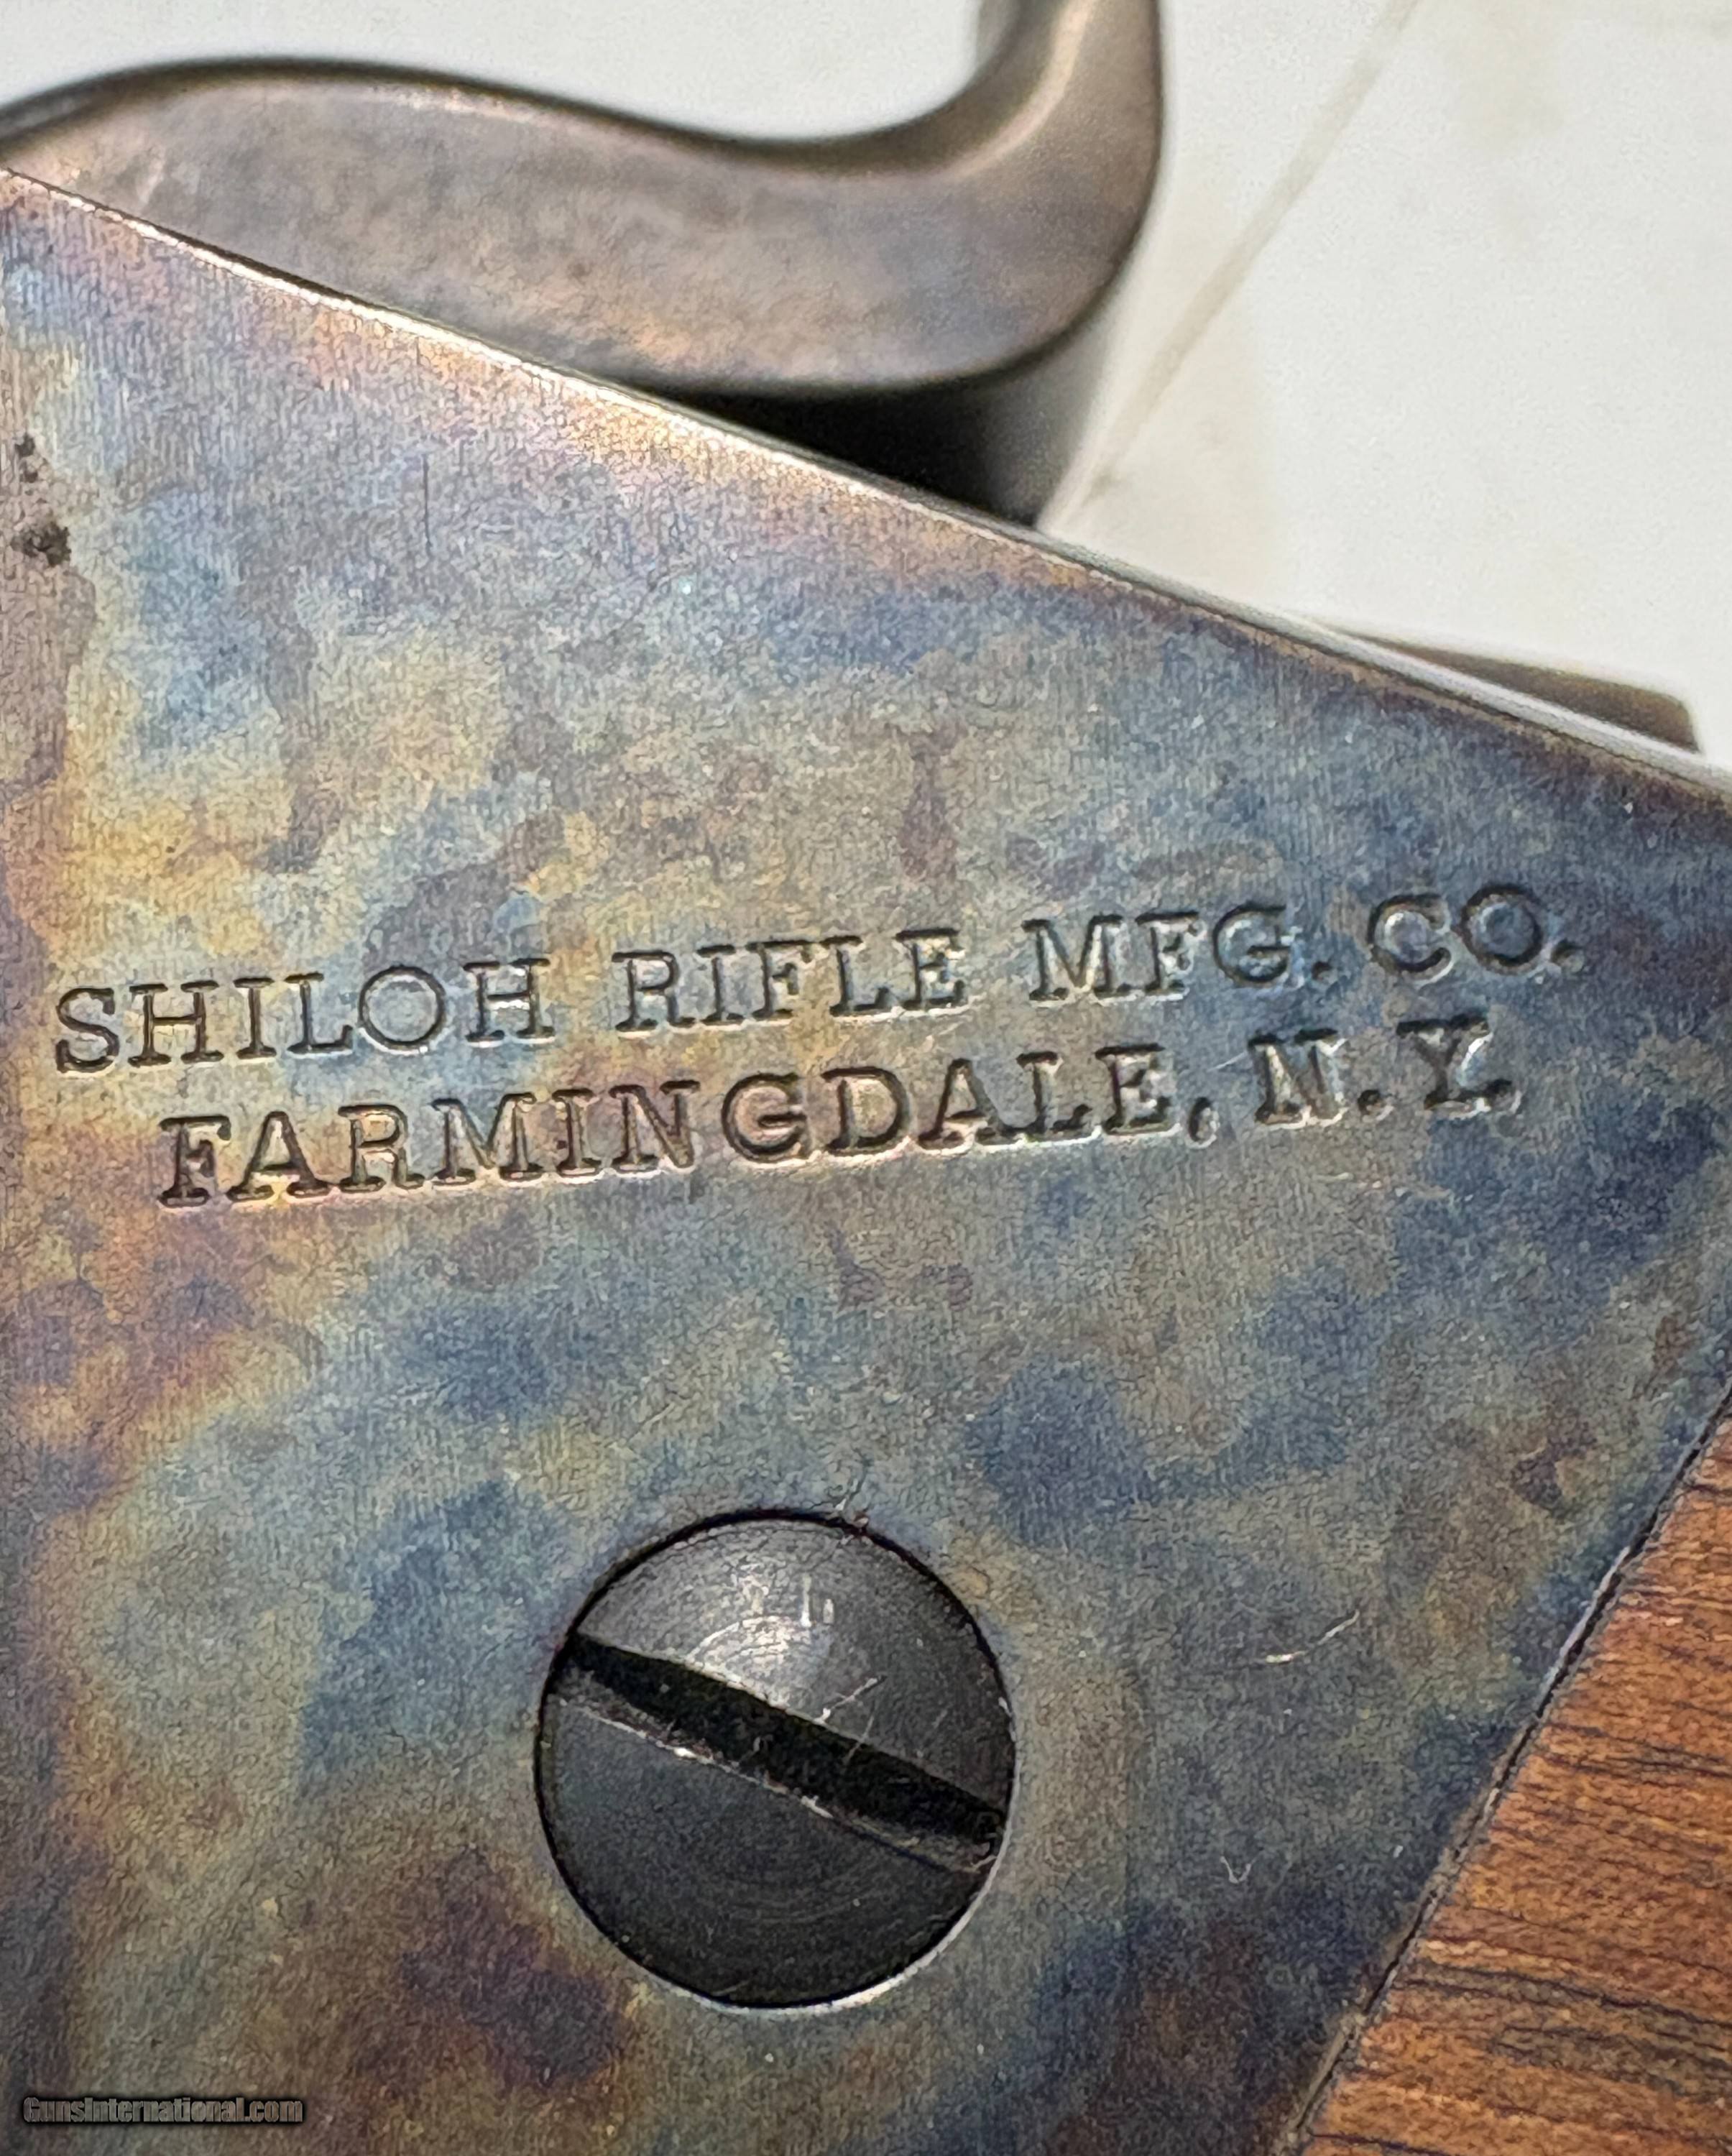 SHILOH RIFLE MFG. CO.
FARMINGDALE, N.Y.
GunsInternational.com